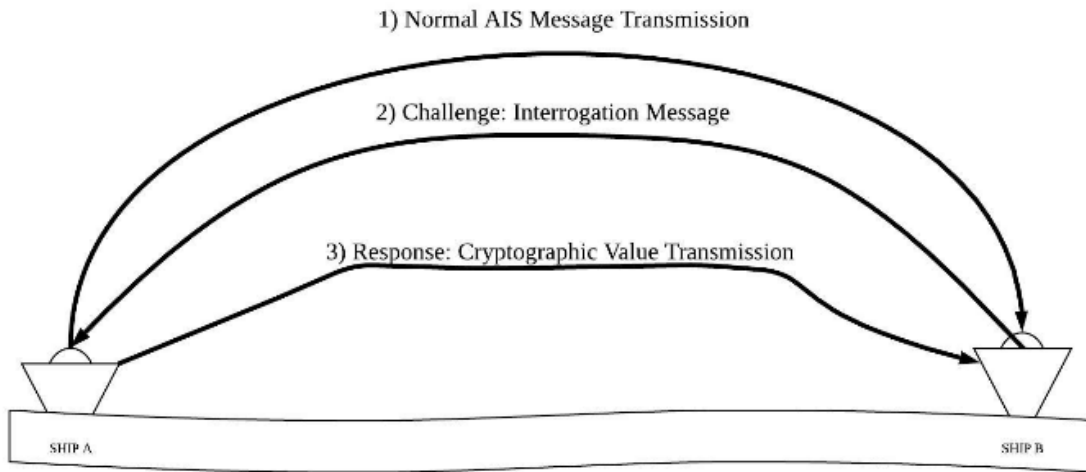 1) Normal AIS Message Transmission
2) Challenge: Interrogation Message
3) Response: Cryptographic Value Transmission
SHIP A
SHIP B